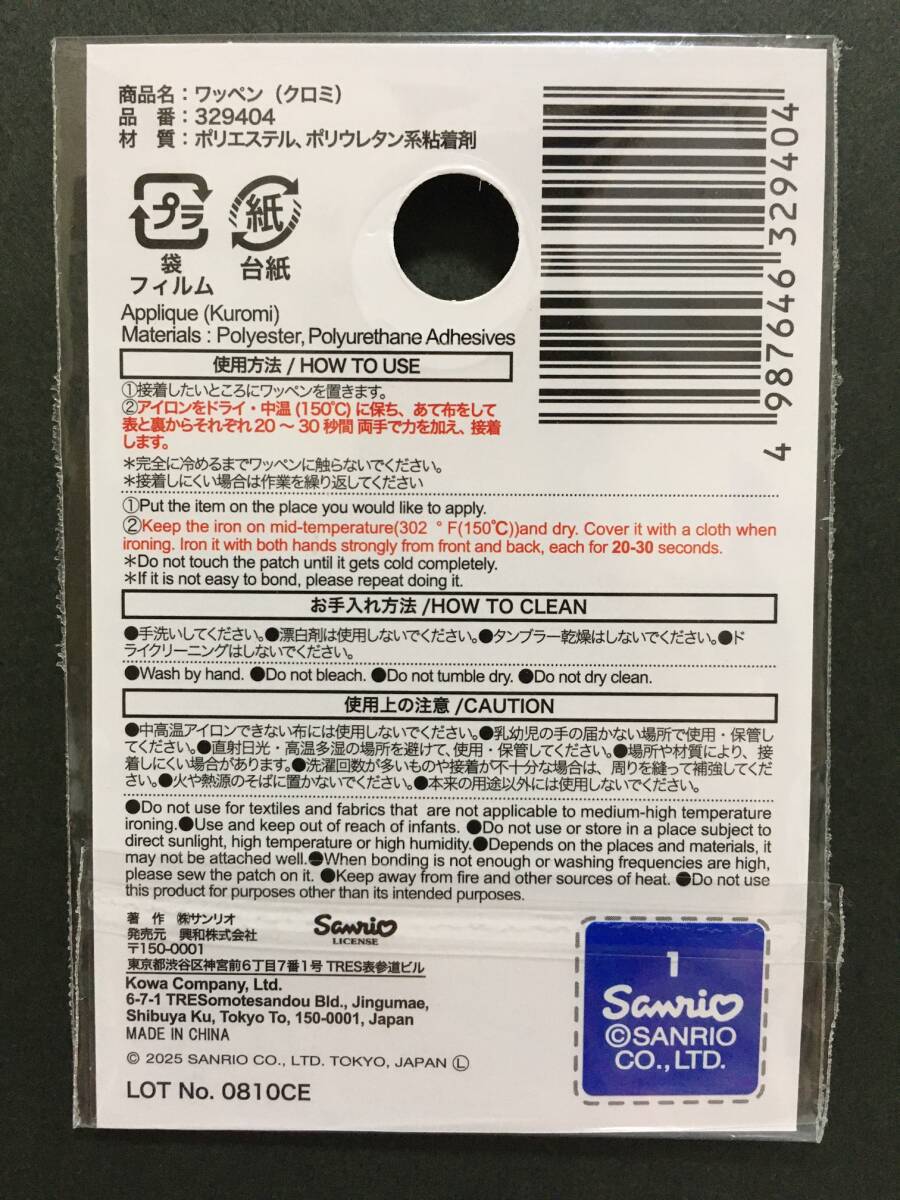 商品名：ワッペン（クロミ）
品　番：329404
材　質：ポリエステル、ポリウレタン系粘着剤
4 987646 329404
プラ
紙
袋
フィルム
台紙
Applique (Kuromi)
Materials : Polyester, Polyurethane Adhesives
使用方法 / HOW TO USE
①接着したいところにワッペンを置きます。
②アイロンをドライ・中温 (150℃) に保ち、あて布をして
表と裏からそれぞれ 20 〜 30 秒間 両手で力を加え、接着
します。
＊完全に冷めるまでワッペンに触らないでください。
＊接着しにくい場合は作業を繰り返してください
①Put the item on the place you would like to apply.
②Keep the iron on mid-temperature(302 ° F(150℃))and dry. Cover it with a cloth when
ironing. Iron it with both hands strongly from front and back, each for 20-30 seconds.
＊Do not touch the patch until it gets cold completely.
＊If it is not easy to bond, please repeat doing it.
お手入れ方法 /HOW TO CLEAN
●手洗いしてください。●漂白剤は使用しないでください。●タンブラー乾燥はしないでください。●ド
ライクリーニングはしないでください。
●Wash by hand. ●Do not bleach. ●Do not tumble dry. ●Do not dry clean.
使用上の注意 /CAUTION
●中高温アイロンできない布には使用しないでください。●乳幼児の手の届かない場所で使用・保管し
てください。●直射日光・高温多湿の場所を避けて、使用・保管してください。●場所や材質により、接
着しにくい場合があります。●洗濯回数が多いものや接着が不十分な場合は、周りを縫って補強してくだ
さい。●火や熱源のそばに置かないでください。●本来の用途以外には使用しないでください。
●Do not use for textiles and fabrics that are not applicable to medium-high temperature
ironing.●Use and keep out of reach of infants. ●Do not use or store in a place subject to
direct sunlight, high temperature or high humidity.●Depends on the places and materials, it
may not be attached well.●When bonding is not enough or washing frequencies are high,
please sew the patch on it. ●Keep away from fire and other sources of heat. ●Do not use
this product for purposes other than its intended purposes.
著　作　㈱サンリオ
発売元　興和株式会社
〒150-0001
東京都渋谷区神宮前6丁目7番1号 TRES表参道ビル
Kowa Company, Ltd.
6-7-1 TRESomotesandou Bld., Jingumae,
Shibuya Ku, Tokyo To, 150-0001, Japan
MADE IN CHINA
© 2025 SANRIO CO., LTD. TOKYO, JAPAN Ⓛ
LOT No. 0810CE
Sanrio
LICENSE
1
Sanrio
©SANRIO
CO., LTD.